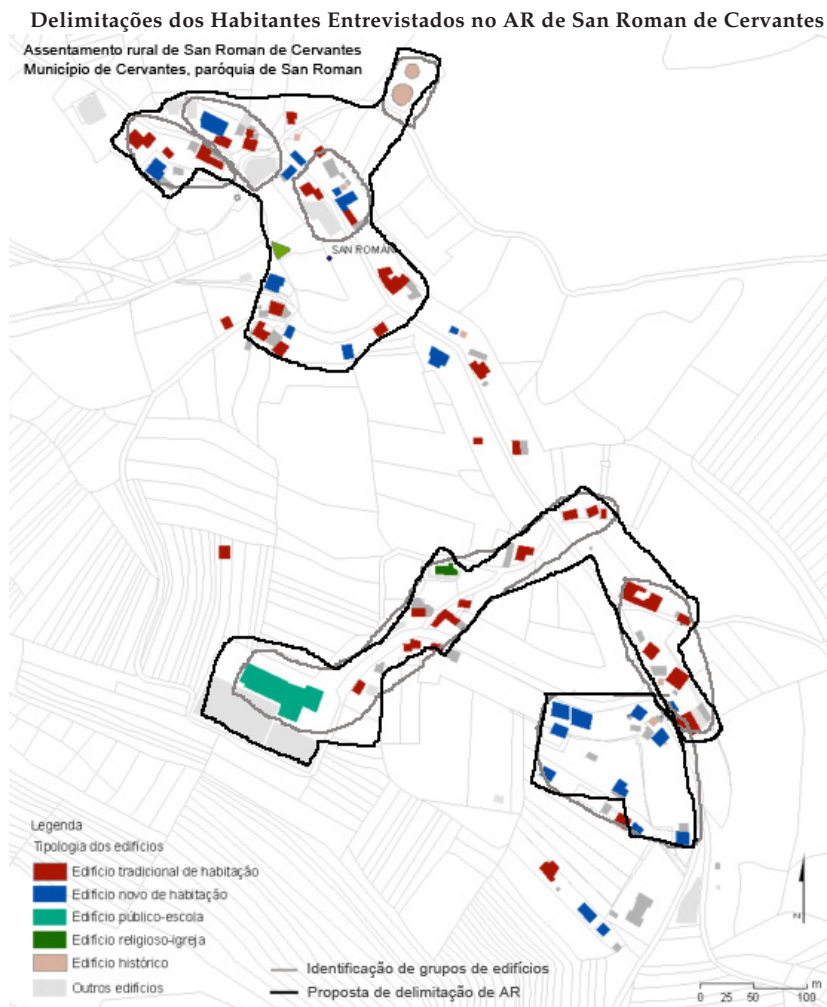 Delimitações dos Habitantes Entrevistados no AR de San Roman de Cervantes
Assentamento rural de San Roman de Cervantes
Município de Cervantes, paróquia de San Roman
SAN ROMAN
Legenda
Tipologia dos edifícios
Edifício tradicional de habitação
Edifício novo de habitação
Edifício público-escola
Edifício religioso-igreja
Edifício histórico
Outros edifícios
Identificação de grupos de edifícios
Proposta de delimitação de AR
N
m
0 25 50 100